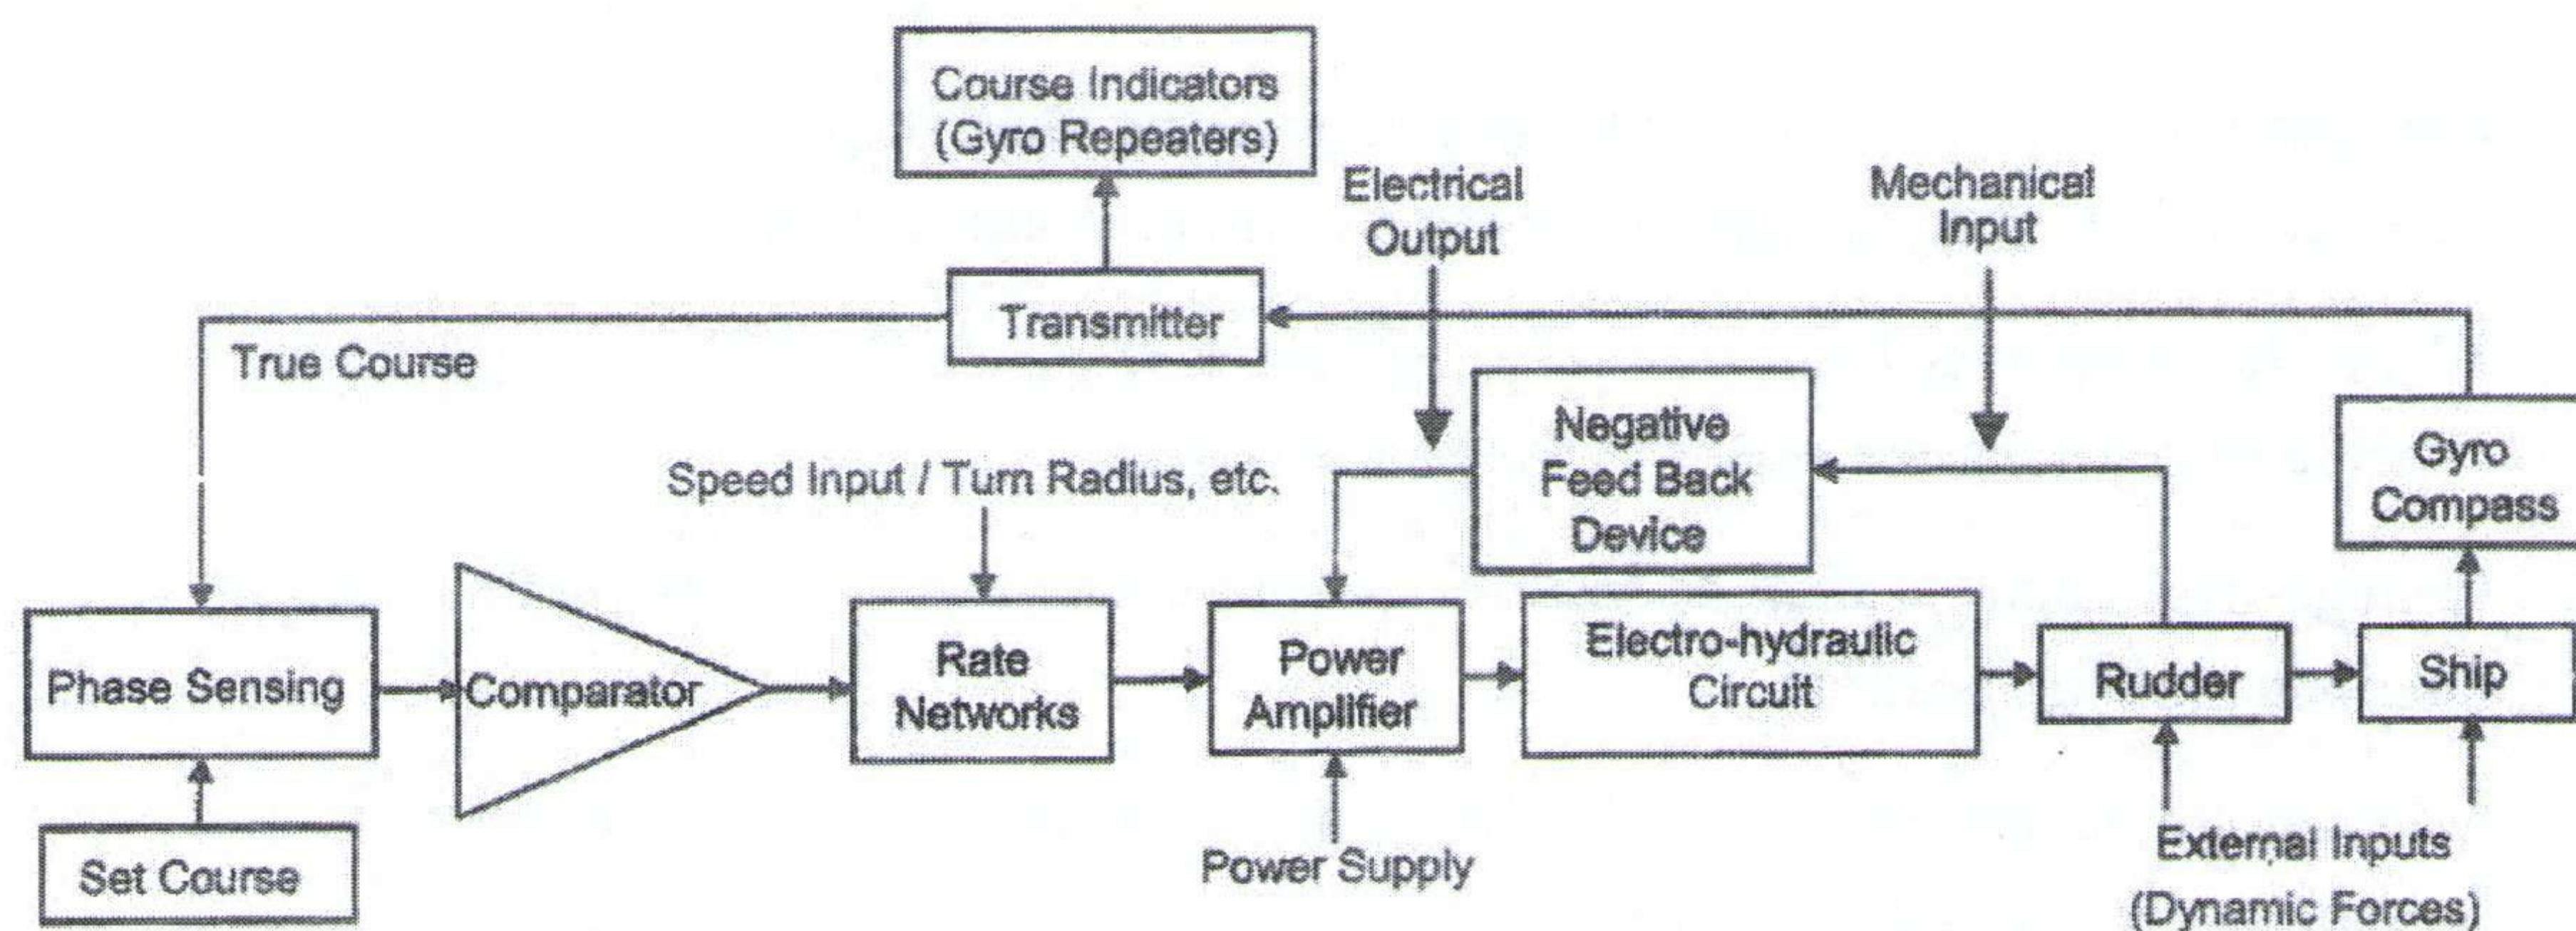 Course Indicators
(Gyro Repeaters)
Electrical
Output
Mechanical
Input
Transmitter
True Course
Speed Input / Turn Radius, etc.
Negative
Feed Back
Device
Gyro
Compass
Phase Sensing
Comparator
Rate
Networks
Power
Amplifier
Electro-hydraulic
Circuit
Rudder
Ship
Set Course
Power Supply
External Inputs
(Dynamic Forces)